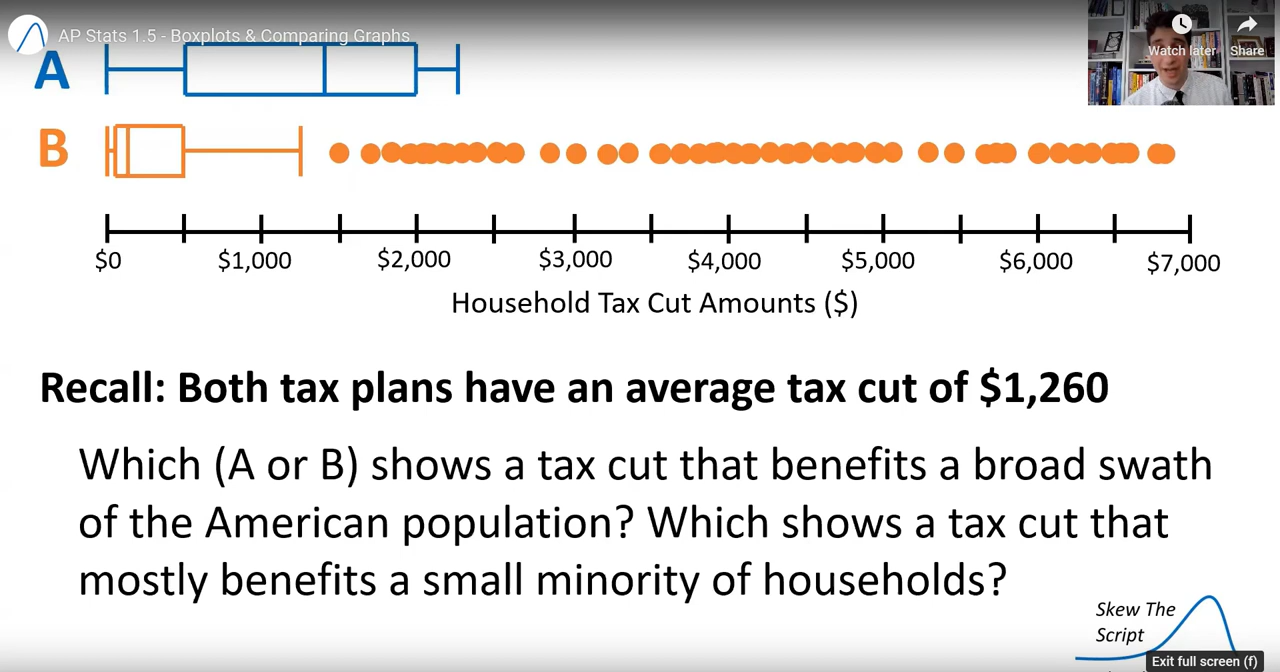 AP Stats 1.5 - Boxplots & Comparing Graphs
Watch later
Share
A
B
$0 $1,000 $2,000 $3,000 $4,000 $5,000 $6,000 $7,000
Household Tax Cut Amounts ($)
Recall: Both tax plans have an average tax cut of $1,260
Which (A or B) shows a tax cut that benefits a broad swath
of the American population? Which shows a tax cut that
mostly benefits a small minority of households?
Skew The
Script
Exit full screen (f)